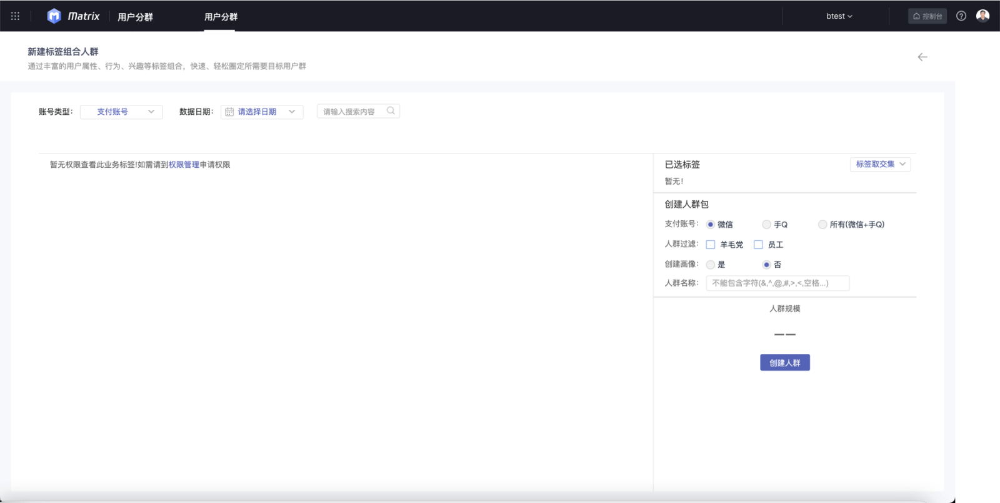 Matrix 用户分群 用户分群 btest 控制台
新建标签组合人群
通过丰富的用户属性、行为、兴趣等标签组合，快速、轻松圈定所需要目标用户群
账号类型： 支付账号 数据日期： 请选择日期 请输入搜索内容
暂无权限查看此业务标签!如需请到权限管理申请权限
已选标签 标签取交集
暂无！
创建人群包
支付账号： 微信 手Q 所有(微信+手Q)
人群过滤： 羊毛党 员工
创建画像： 是 否
人群名称： 不能包含字符(&,^,@,#,>,<,空格...)
人群规模
——
创建人群